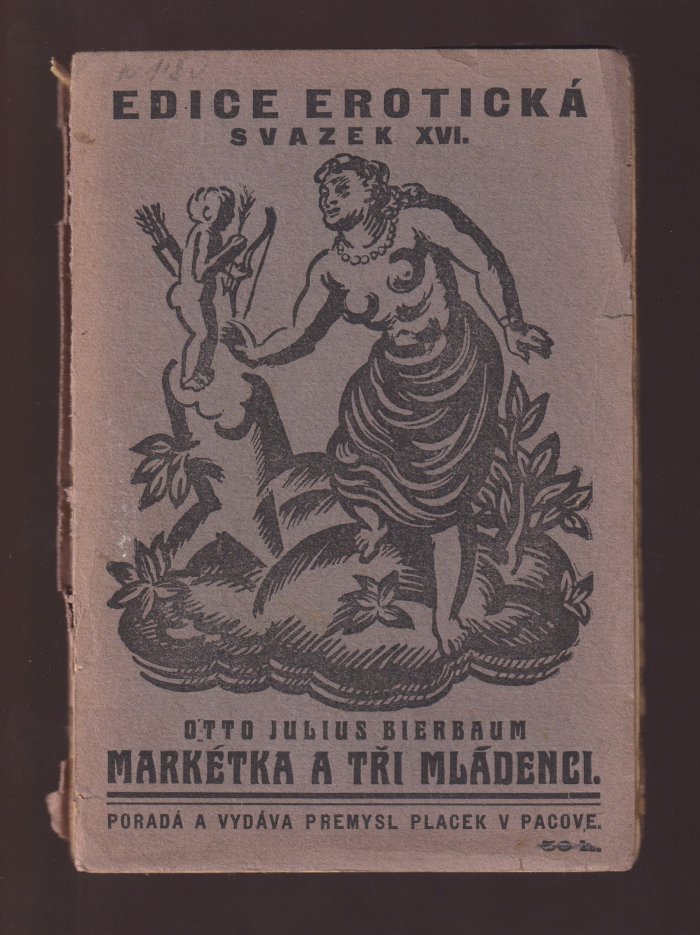 EDICE EROTICKÁ
SVAZEK XVI.
OTTO JULIUS BIERBAUM
MARKÉTKA A TŘI MLÁDENCI.
PORADÁ A VYDÁVA PREMYSL PLACEK V PACOVE.